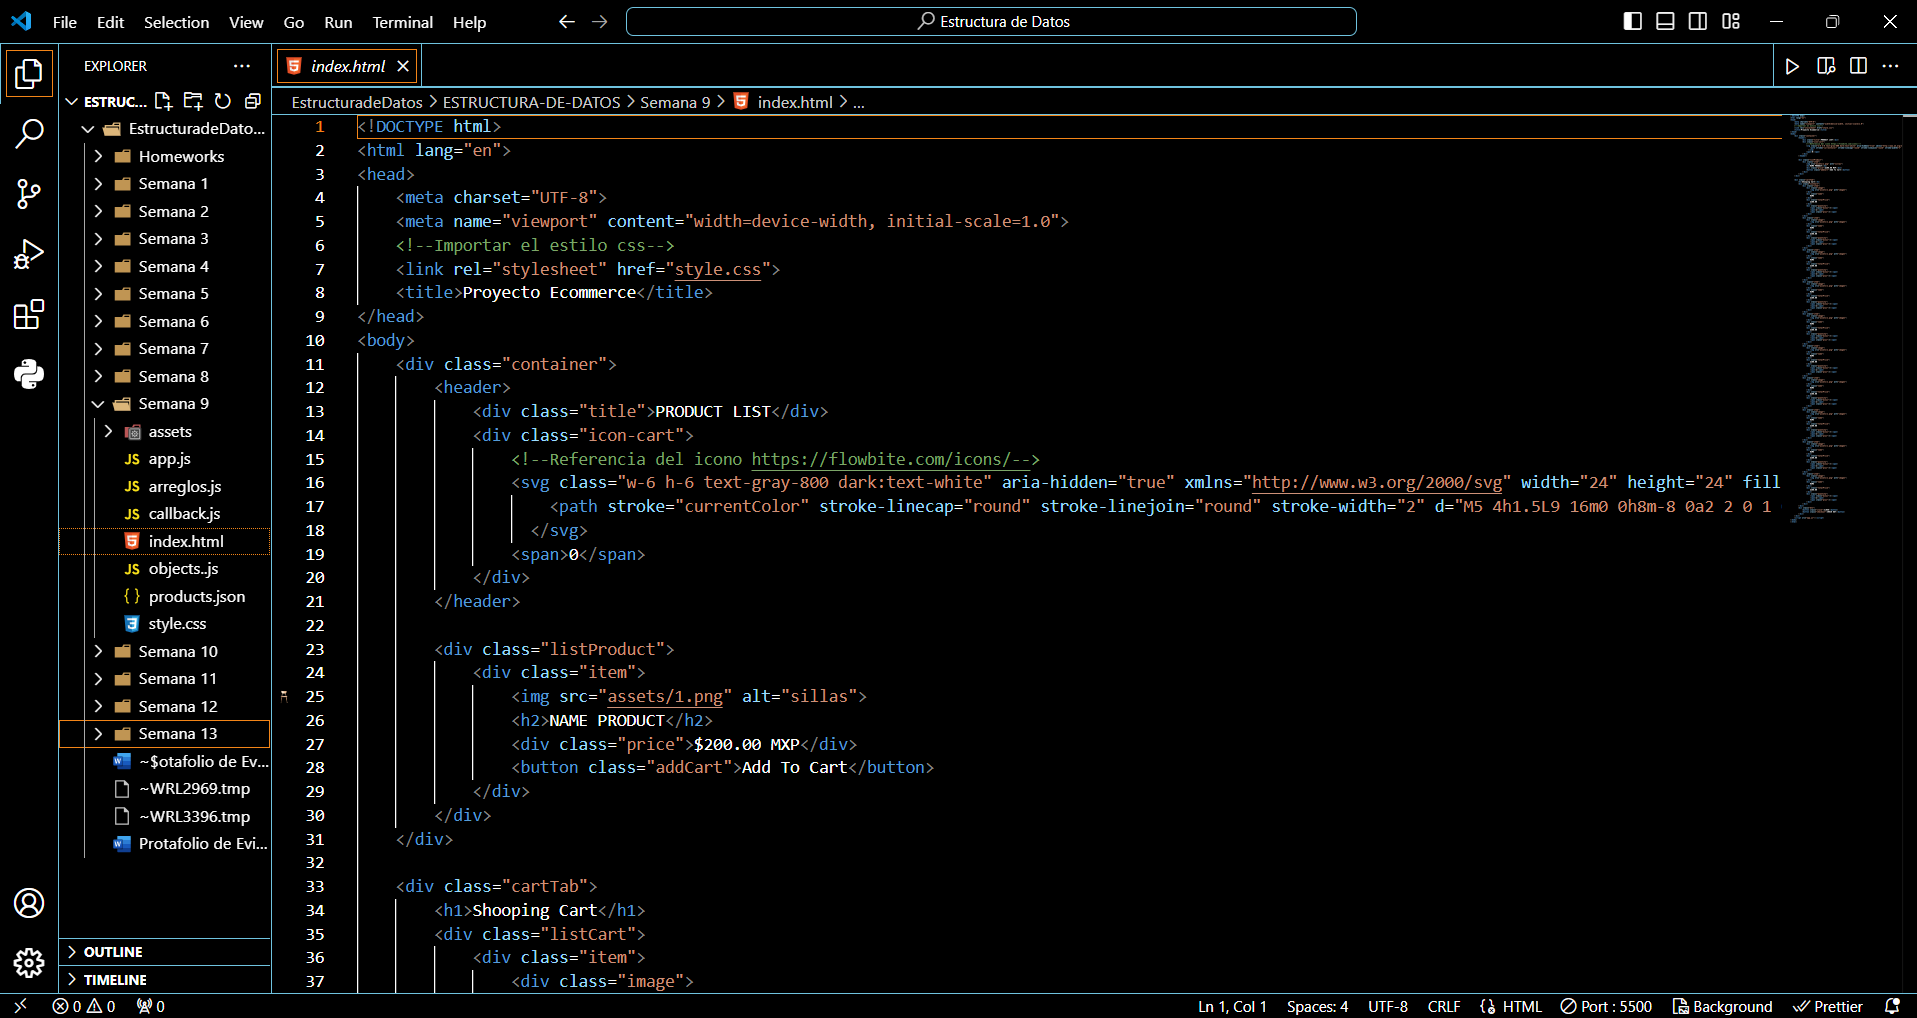 File Edit Selection View Go Run Terminal Help
Estructura de Datos
EXPLORER
ESTRUC...
EstructuradeDato...
Homeworks
Semana 1
Semana 2
Semana 3
Semana 4
Semana 5
Semana 6
Semana 7
Semana 8
Semana 9
assets
JS app.js
JS arreglos.js
JS callback.js
index.html
JS objects..js
{ } products.json
style.css
Semana 10
Semana 11
Semana 12
Semana 13
~$otafolio de Ev...
~WRL2969.tmp
~WRL3396.tmp
Protafolio de Evi...
OUTLINE
TIMELINE
index.html
EstructuradeDatos > ESTRUCTURA-DE-DATOS > Semana 9 > index.html > ...
1 <!DOCTYPE html>
2 <html lang="en">
3 <head>
4 <meta charset="UTF-8">
5 <meta name="viewport" content="width=device-width, initial-scale=1.0">
6 <!--Importar el estilo css-->
7 <link rel="stylesheet" href="style.css">
8 <title>Proyecto Ecommerce</title>
9 </head>
10 <body>
11 <div class="container">
12 <header>
13 <div class="title">PRODUCT LIST</div>
14 <div class="icon-cart">
15 <!--Referencia del icono https://flowbite.com/icons/-->
16 <svg class="w-6 h-6 text-gray-800 dark:text-white" aria-hidden="true" xmlns="http://www.w3.org/2000/svg" width="24" height="24" fill
17 <path stroke="currentColor" stroke-linecap="round" stroke-linejoin="round" stroke-width="2" d="M5 4h1.5L9 16m0 0h8m-8 0a2 2 0 1
18 </svg>
19 <span>0</span>
20 </div>
21 </header>
22
23 <div class="listProduct">
24 <div class="item">
25 <img src="assets/1.png" alt="sillas">
26 <h2>NAME PRODUCT</h2>
27 <div class="price">$200.00 MXP</div>
28 <button class="addCart">Add To Cart</button>
29 </div>
30 </div>
31 </div>
32
33 <div class="cartTab">
34 <h1>Shooping Cart</h1>
35 <div class="listCart">
36 <div class="item">
37 <div class="image">
0 0 0
Ln 1, Col 1 Spaces: 4 UTF-8 CRLF HTML Port : 5500 Background Prettier